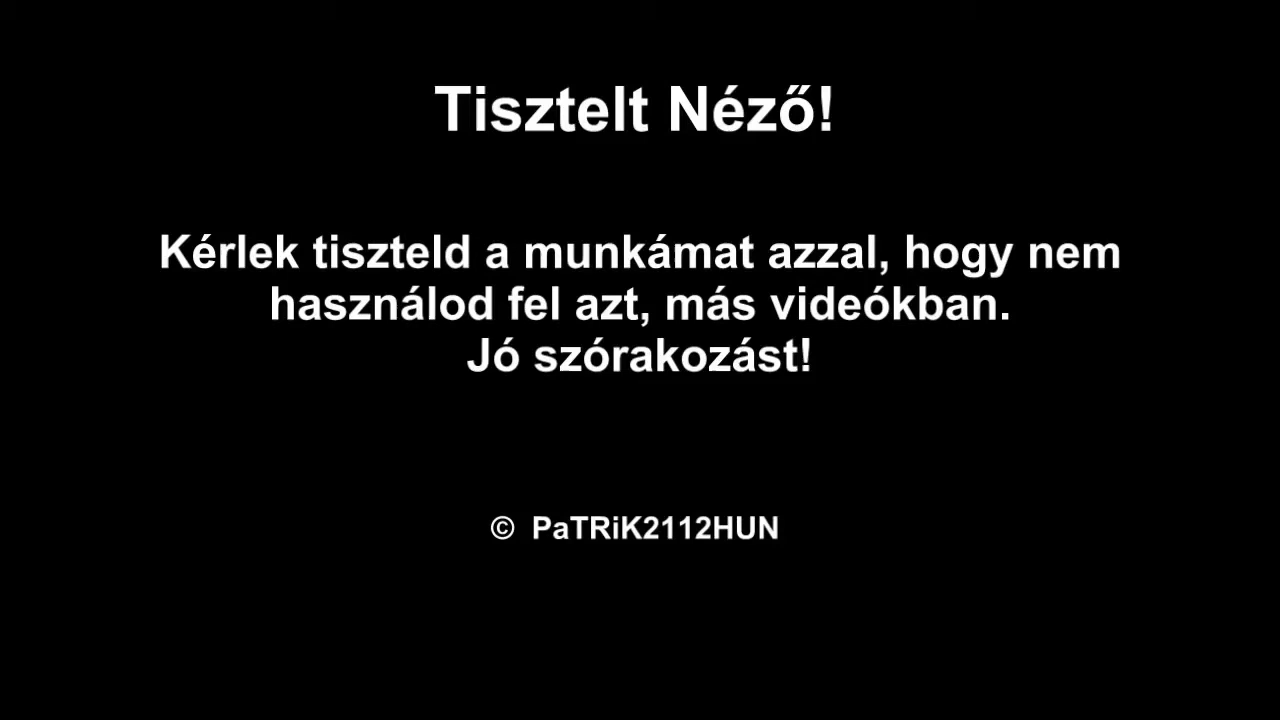 Tisztelt Néző!
Kérlek tiszteld a munkámat azzal, hogy nem
használod fel azt, más videókban.
Jó szórakozást!
© PaTRiK2112HUN